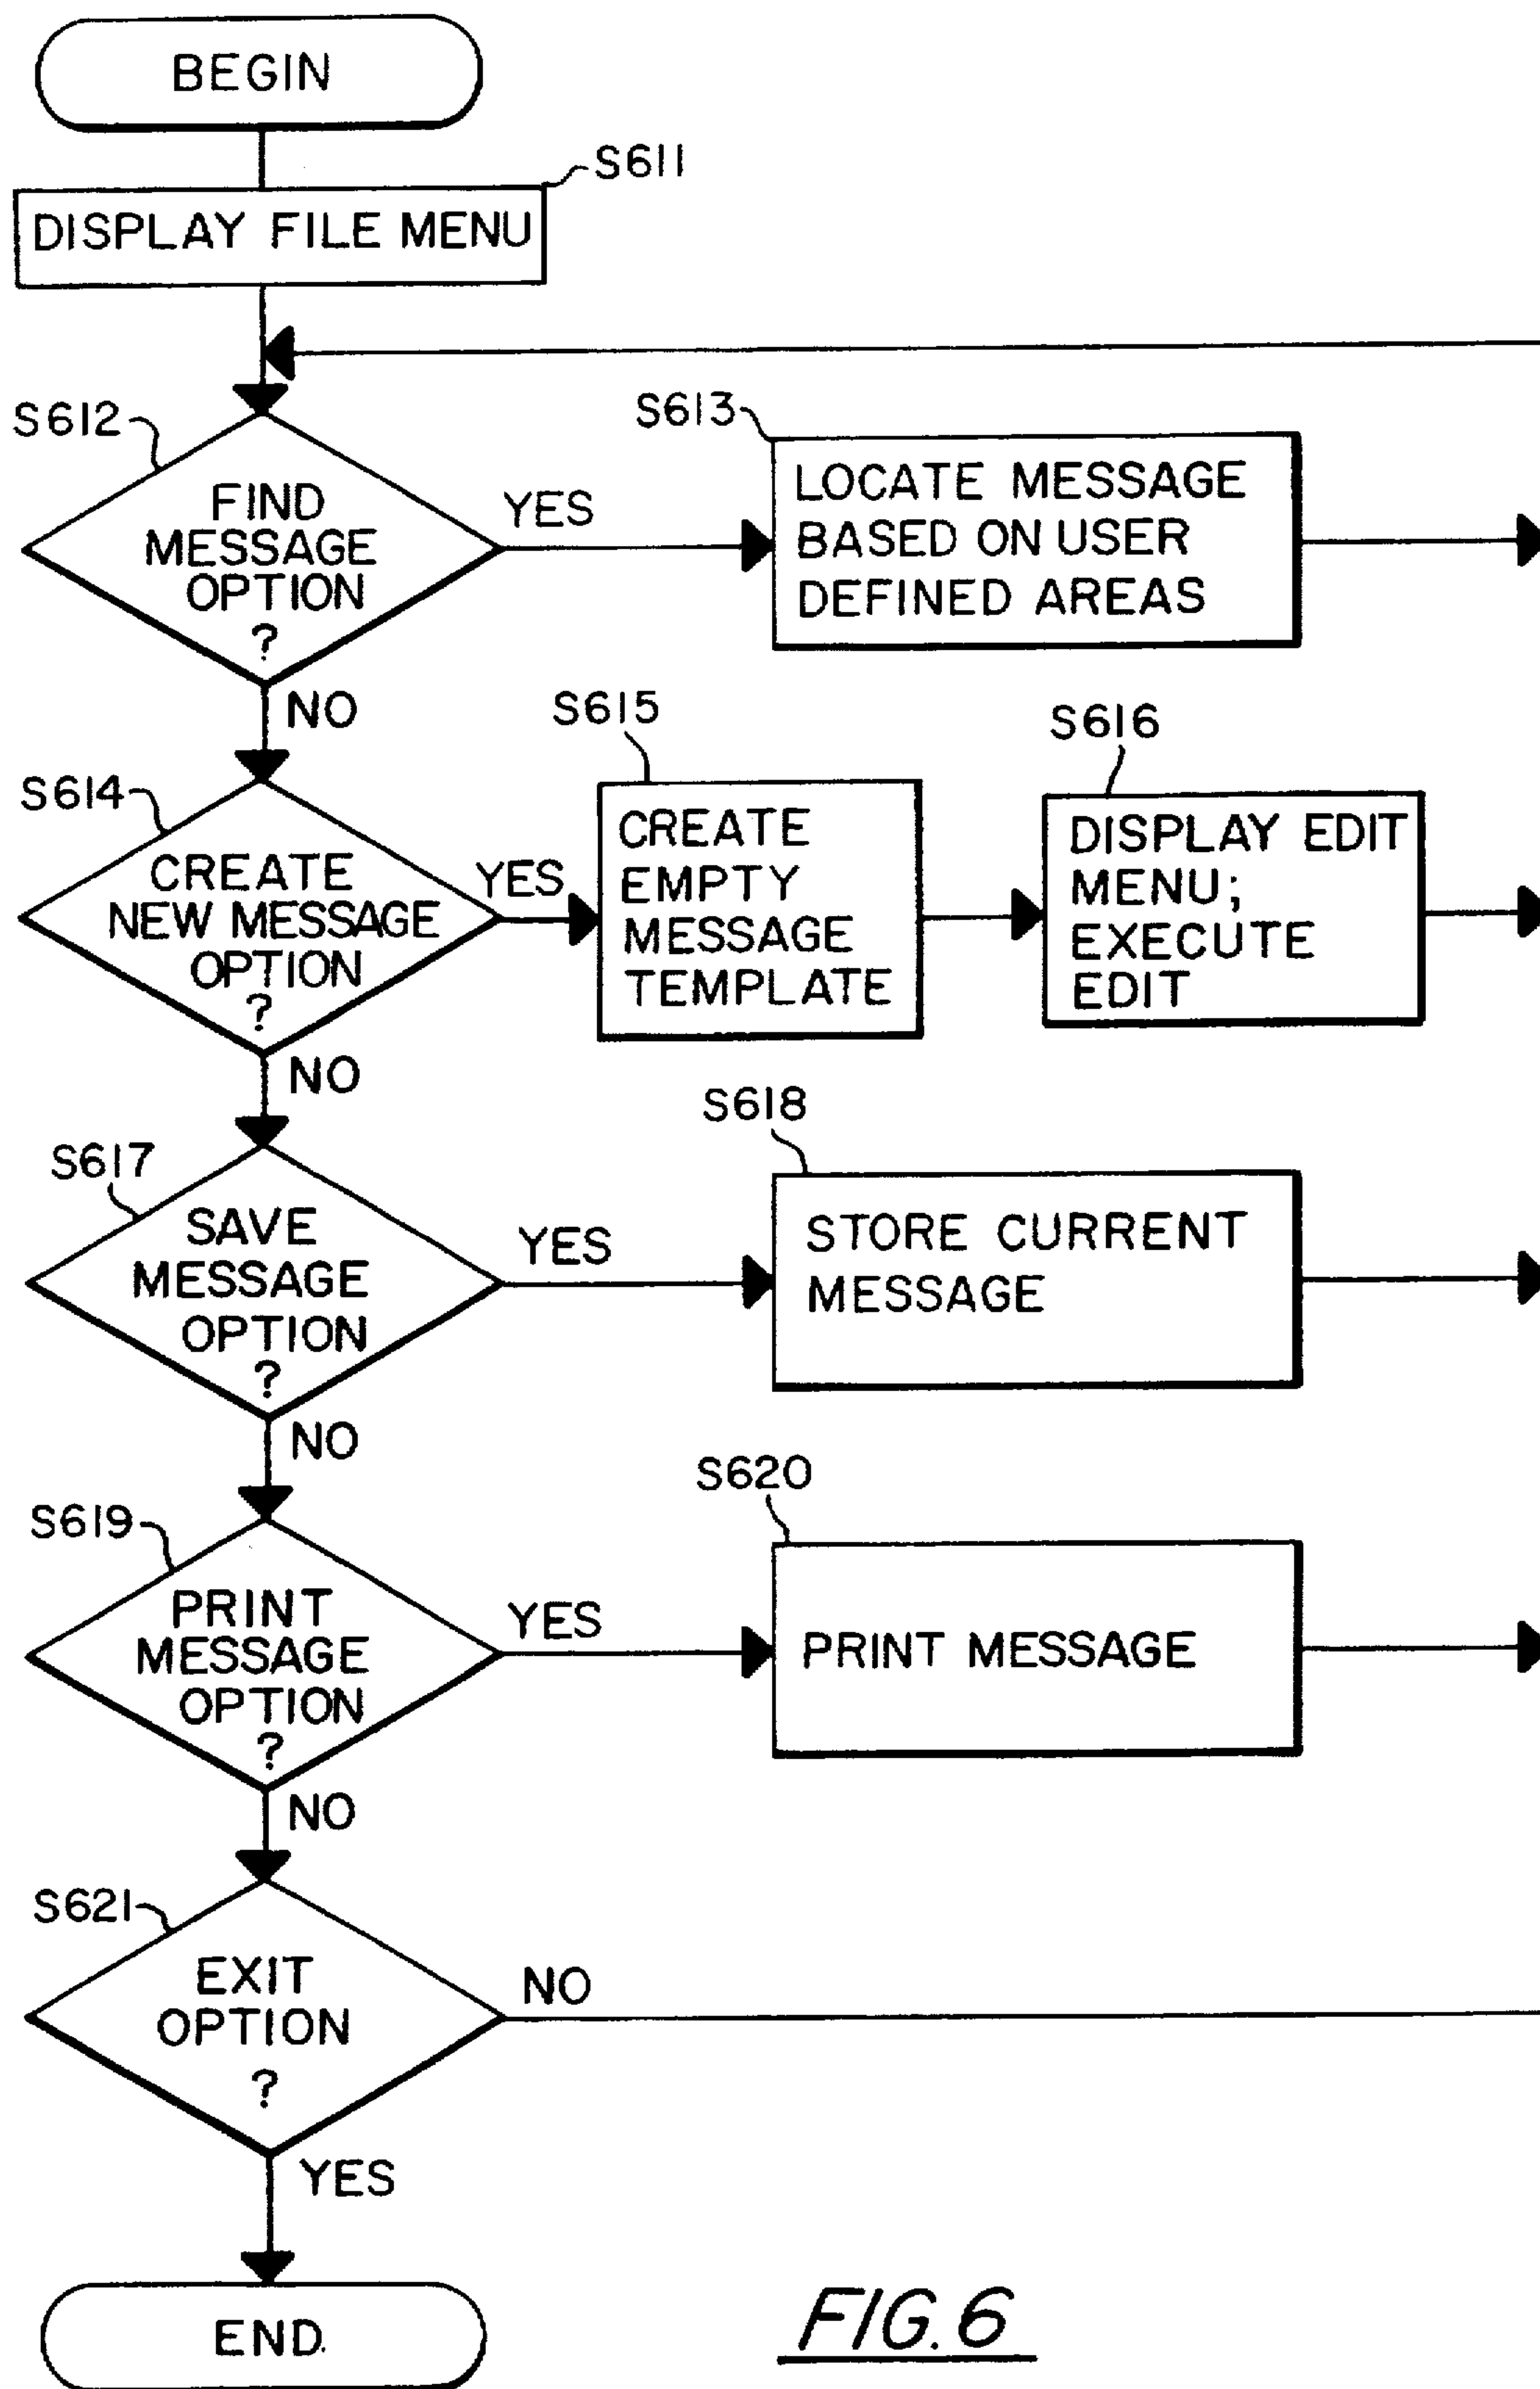 BEGIN
S611
DISPLAY FILE MENU
S612
FIND
MESSAGE
OPTION
?
YES
S613
LOCATE MESSAGE
BASED ON USER
DEFINED AREAS
NO
S614
CREATE
NEW MESSAGE
OPTION
?
YES
S615
CREATE
EMPTY
MESSAGE
TEMPLATE
S616
DISPLAY EDIT
MENU;
EXECUTE
EDIT
NO
S617
SAVE
MESSAGE
OPTION
?
YES
S618
STORE CURRENT
MESSAGE
NO
S619
PRINT
MESSAGE
OPTION
?
YES
S620
PRINT MESSAGE
NO
S621
EXIT
OPTION
?
NO
YES
END
FIG. 6